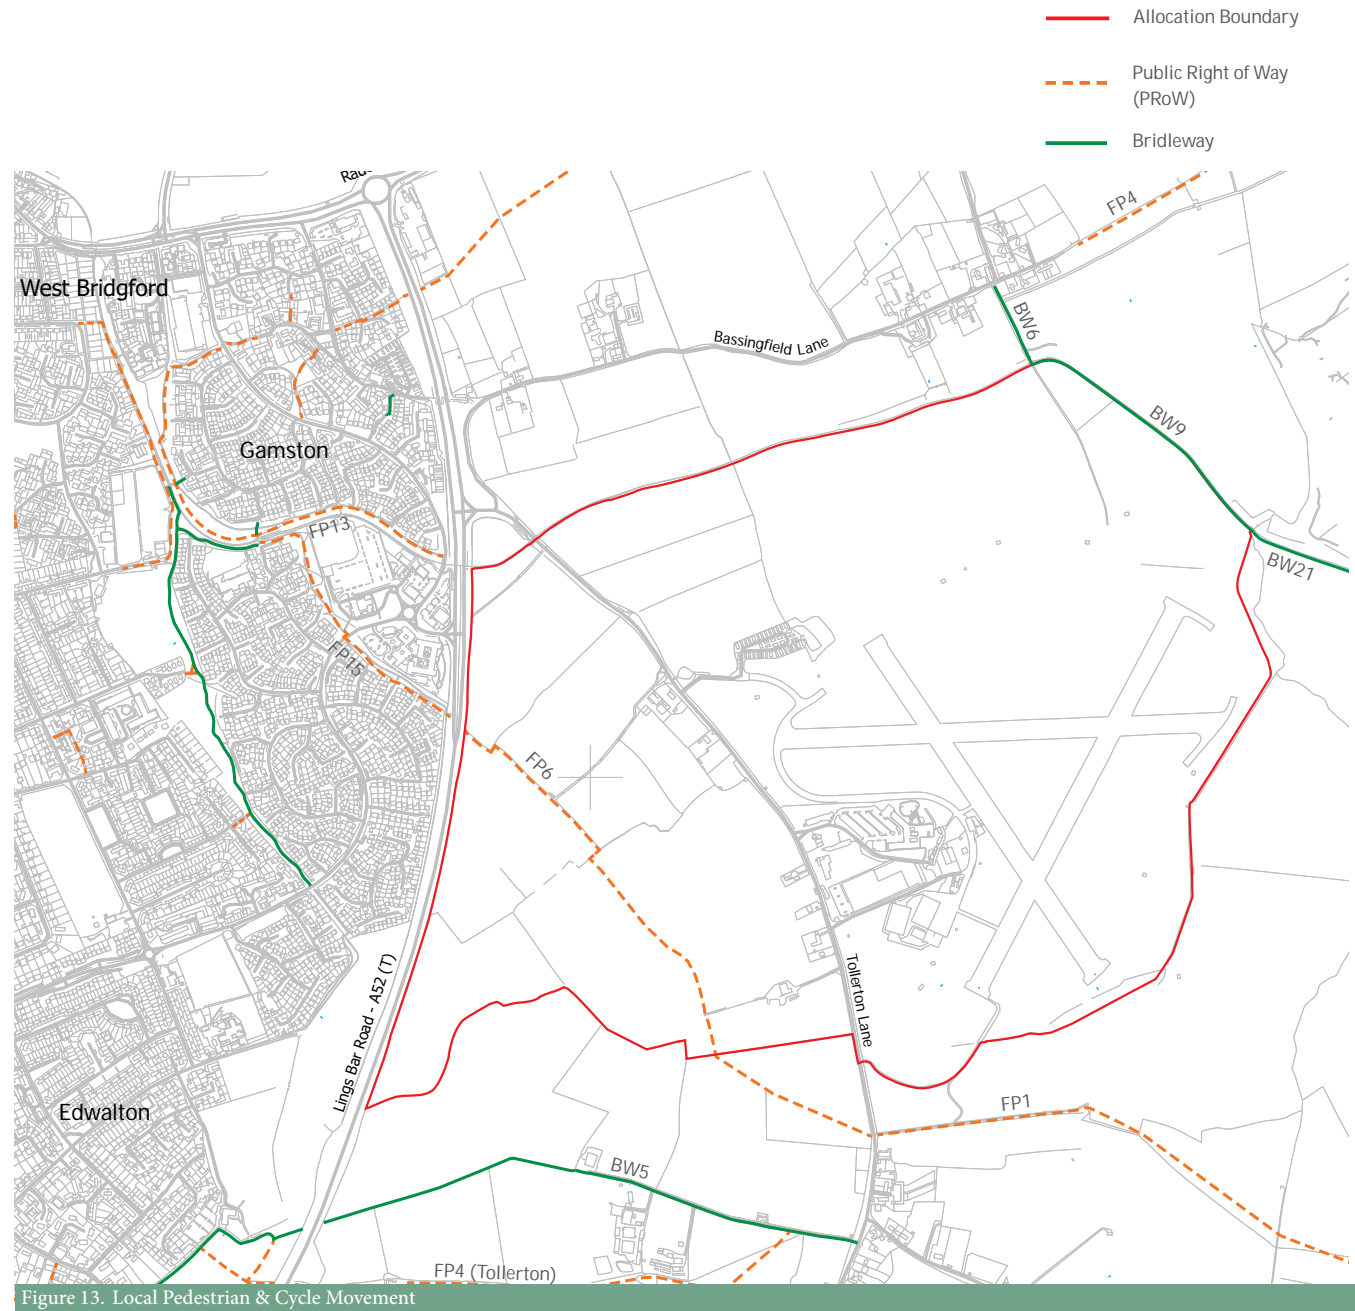 Allocation Boundary
Public Right of Way
(PRoW)
Bridleway
FP4
West Bridgford
BW6
Bassingfield Lane
BW9
Gamston
FP13
BW21
FP15
FP6
Tollerton Lane
Lings Bar Road - A52 (T)
FP1
Edwalton
BW5
FP4 (Tollerton)
Figure 13. Local Pedestrian & Cycle Movement